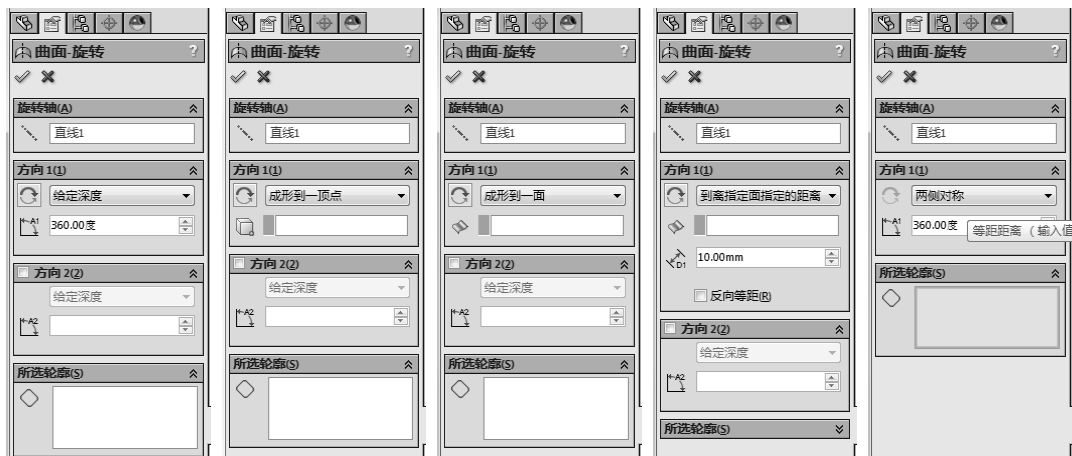 曲面-旋转 ?
旋转轴(A)
直线1
方向 1(1)
给定深度
A1
360.00度
方向 2(2)
给定深度
A2
所选轮廓(S)
曲面-旋转 ?
旋转轴(A)
直线1
方向 1(1)
成形到一顶点
方向 2(2)
给定深度
A2
所选轮廓(S)
曲面-旋转 ?
旋转轴(A)
直线1
方向 1(1)
成形到一面
方向 2(2)
给定深度
A2
所选轮廓(S)
曲面-旋转 ?
旋转轴(A)
直线1
方向 1(1)
到离指定面指定的距离
D1
10.00mm
反向等距(R)
方向 2(2)
给定深度
A2
所选轮廓(S)
曲面-旋转 ?
旋转轴(A)
直线1
方向 1(1)
两侧对称
A1
360.00度
等距距离 （输入值
所选轮廓(S)